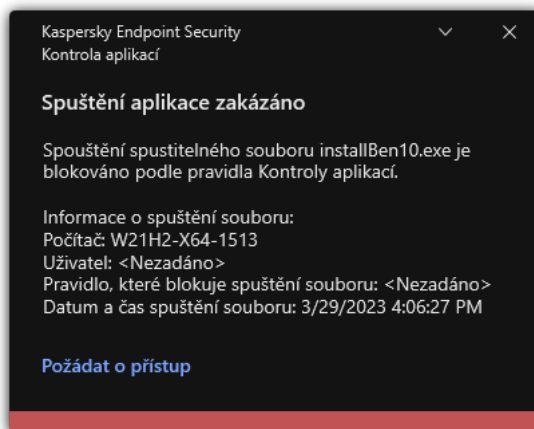 Kaspersky Endpoint Security
Kontrola aplikací
Spuštění aplikace zakázáno
Spouštění spustitelného souboru installBen10.exe je
blokováno podle pravidla Kontroly aplikací.
Informace o spuštění souboru:
Počítač: W21H2-X64-1513
Uživatel: <Nezadáno>
Pravidlo, které blokuje spuštění souboru: <Nezadáno>
Datum a čas spuštění souboru: 3/29/2023 4:06:27 PM
Požádat o přístup